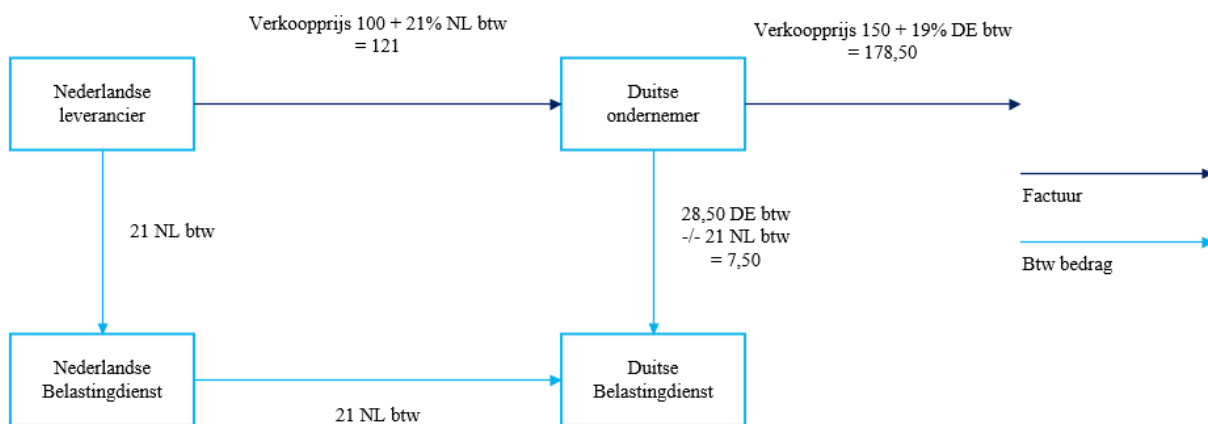 Verkoopprijs 100 + 21% NL btw
= 121
Verkoopprijs 150 + 19% DE btw
= 178,50
Nederlandse
leverancier
Duitse
ondernemer
Factuur
21 NL btw
28,50 DE btw
-/- 21 NL btw
= 7,50
Btw bedrag
Nederlandse
Belastingdienst
Duitse
Belastingdienst
21 NL btw